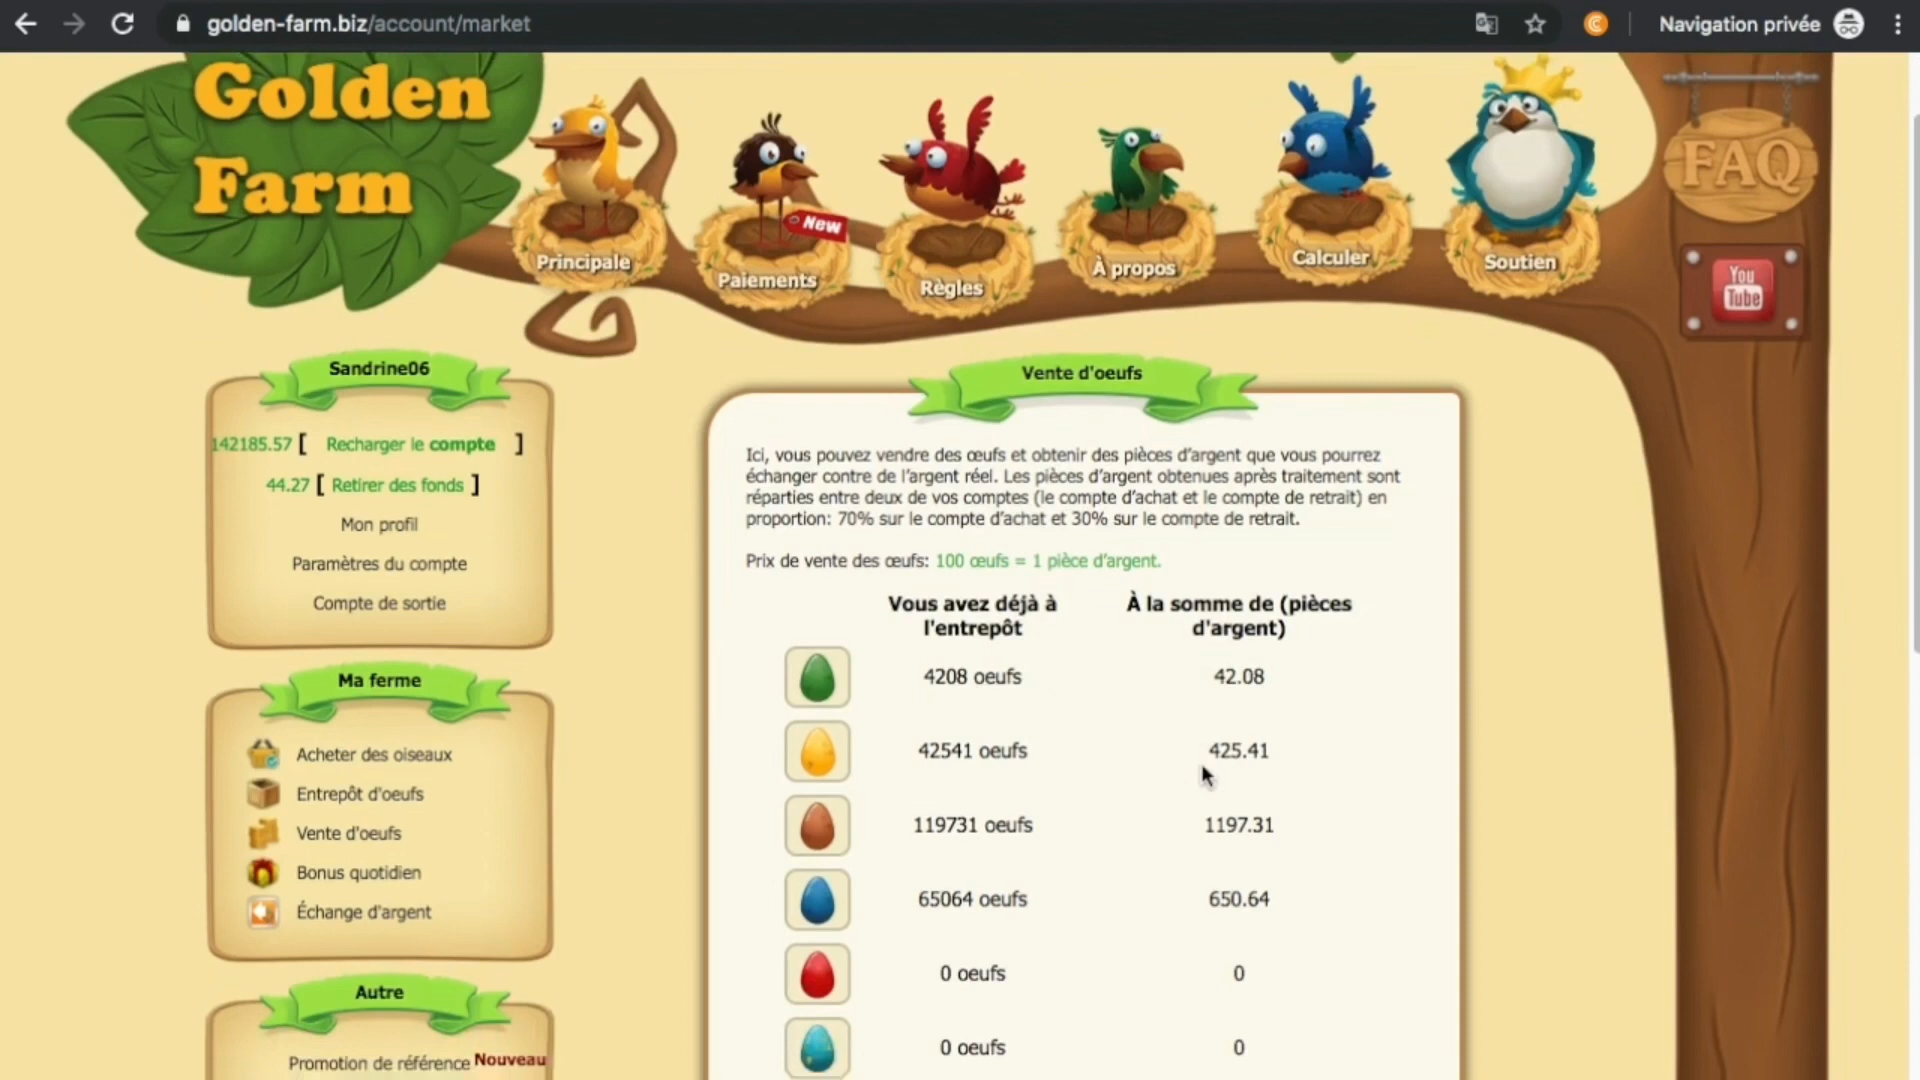 golden-farm.biz/account/market
Navigation privée
Golden
Farm
New
Principale
Paiements
Règles
À propos
Calculer
Soutien
FAQ
You
Tube
Sandrine06
142185.57 [ Recharger le compte ]
44.27 [ Retirer des fonds ]
Mon profil
Paramètres du compte
Compte de sortie
Ma ferme
Acheter des oiseaux
Entrepôt d'oeufs
Vente d'oeufs
Bonus quotidien
Échange d'argent
Autre
Promotion de référence Nouveau
Vente d'oeufs
Ici, vous pouvez vendre des œufs et obtenir des pièces d’argent que vous pourrez
échanger contre de l’argent réel. Les pièces d’argent obtenues après traitement sont
réparties entre deux de vos comptes (le compte d’achat et le compte de retrait) en
proportion: 70% sur le compte d’achat et 30% sur le compte de retrait.
Prix de vente des œufs: 100 œufs = 1 pièce d’argent.
Vous avez déjà à
l'entrepôt
À la somme de (pièces
d'argent)
4208 oeufs 42.08
42541 oeufs 425.41
119731 oeufs 1197.31
65064 oeufs 650.64
0 oeufs 0
0 oeufs 0